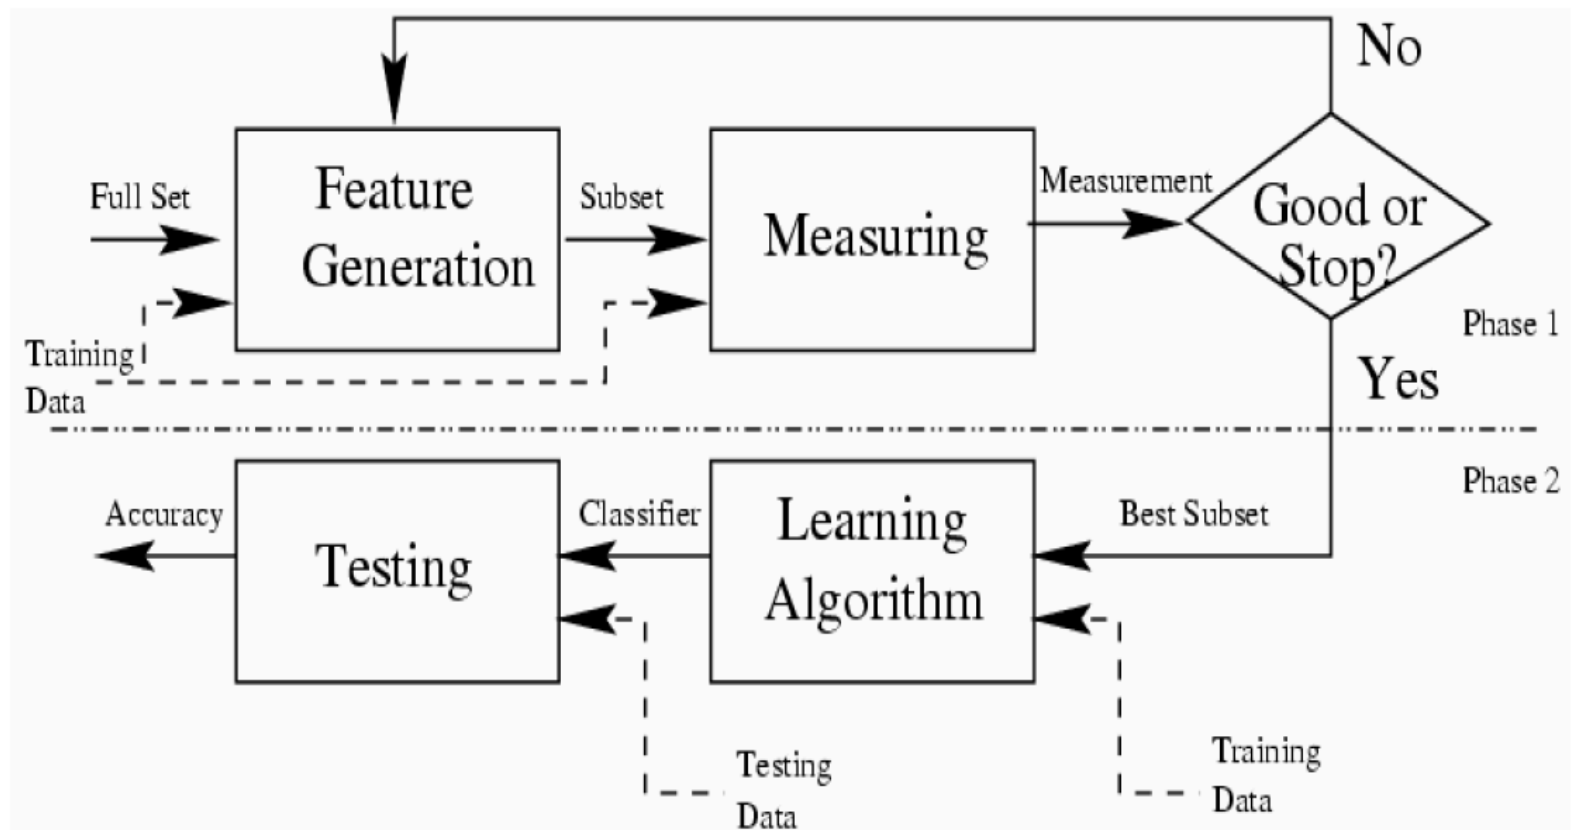 No
Feature
Generation
Full Set
Subset
Measuring
Measurement
Good or
Stop?
Phase 1
Training
Data
Yes
Phase 2
Accuracy
Testing
Classifier
Learning
Algorithm
Best Subset
Testing
Data
Training
Data